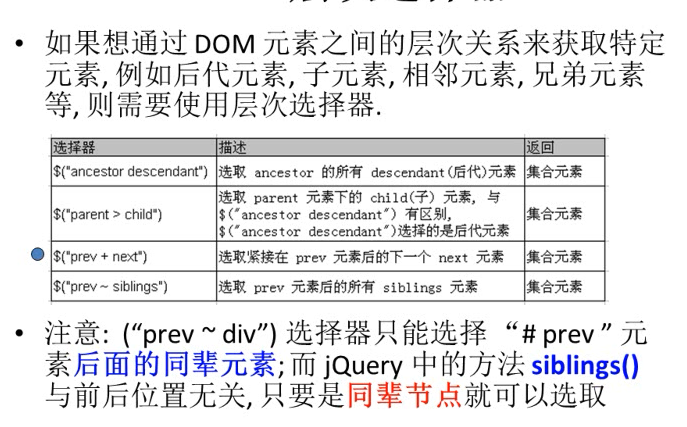 如果想通过 DOM 元素之间的层次关系来获取特定
元素, 例如后代元素, 子元素, 相邻元素, 兄弟元素
等, 则需要使用层次选择器.
选择器 描述 返回
$("ancestor descendant") 选取 ancestor 的所有 descendant(后代)元素 集合元素
选取 parent 元素下的 child(子) 元素, 与
$("parent > child") $("ancestor descendant") 有区别, 集合元素
$("ancestor descendant")选择的是后代元素
$("prev + next") 选取紧接在 prev 元素后的下一个 next 元素 集合元素
$("prev ~ siblings") 选取 prev 元素后的所有 siblings 元素 集合元素
注意: (“prev ~ div”) 选择器只能选择 “# prev ” 元
素后面的同辈元素; 而 jQuery 中的方法 siblings()
与前后位置无关, 只要是同辈节点就可以选取